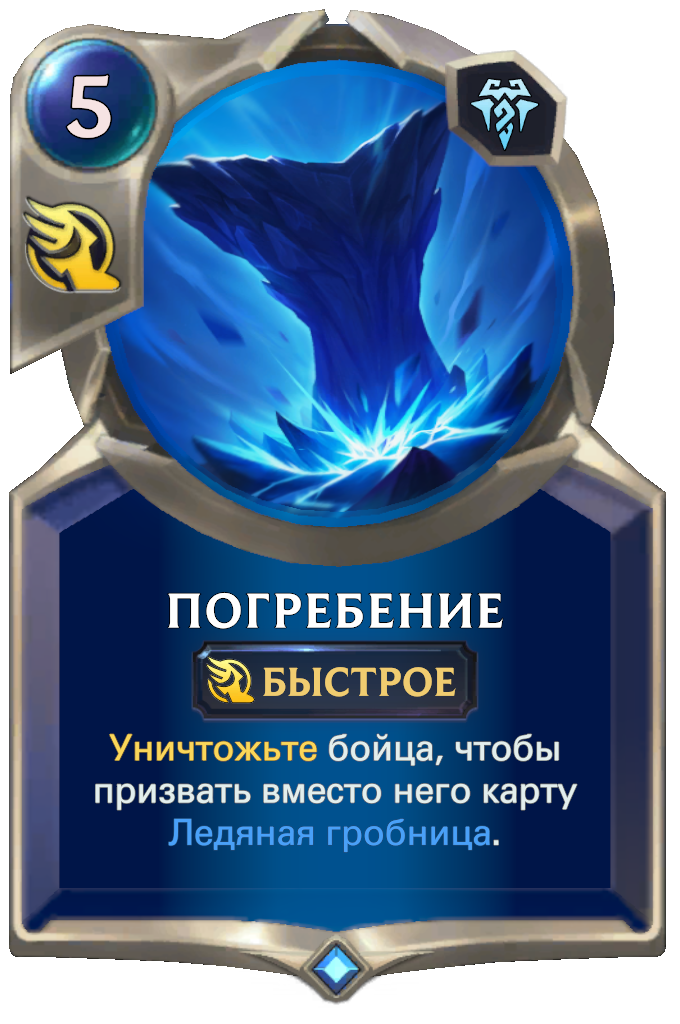 5
ПОГРЕБЕНИЕ
БЫСТРОЕ
Уничтожьте бойца, чтобы
призвать вместо него карту
Ледяная гробница.